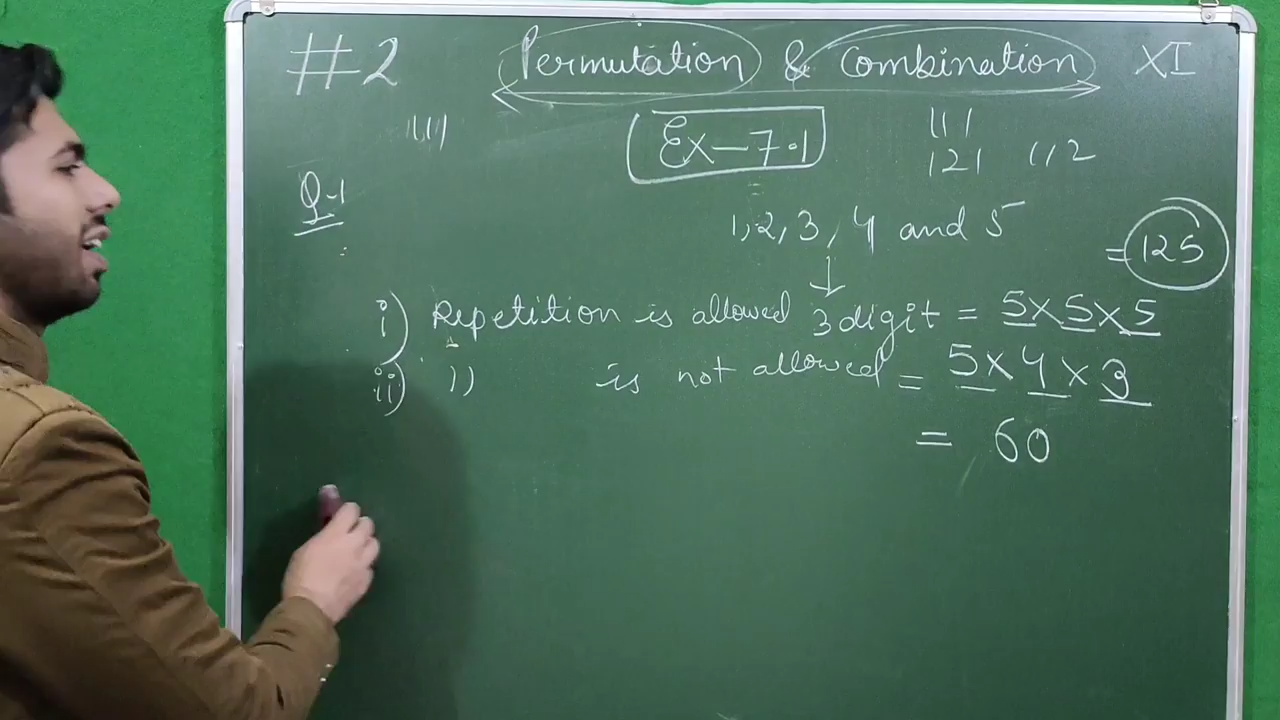 #2 Permutation & Combination XI
Ex-7.1
1111
111
121 112
Q-1
1, 2, 3, 4 and 5
= 125
i) Repetition is allowed 3 digit = 5×5×5
ii) " is not allowed = 5×4×3
= 60